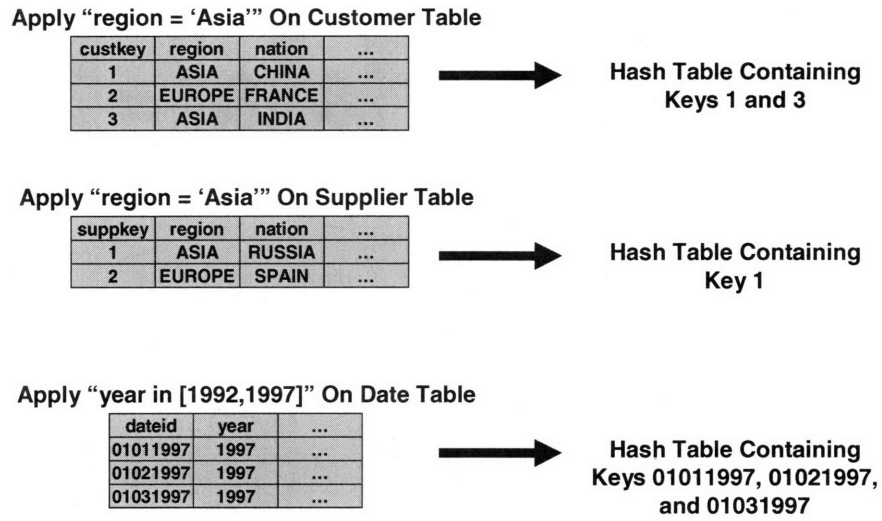 Apply “region = ‘Asia’” On Customer Table
custkey region nation ...
1 ASIA CHINA ...
2 EUROPE FRANCE ...
3 ASIA INDIA ...
Hash Table Containing
Keys 1 and 3
Apply “region = ‘Asia’” On Supplier Table
suppkey region nation ...
1 ASIA RUSSIA ...
2 EUROPE SPAIN ...
Hash Table Containing
Key 1
Apply “year in [1992,1997]” On Date Table
dateid year ...
01011997 1997 ...
01021997 1997 ...
01031997 1997 ...
Hash Table Containing
Keys 01011997, 01021997,
and 01031997